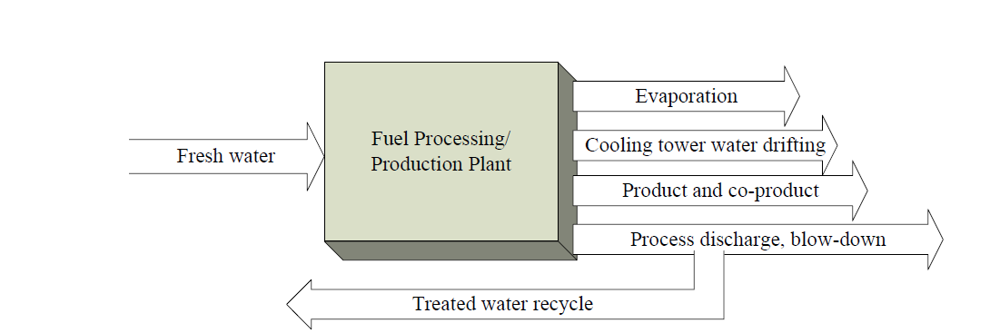 Fresh water
Fuel Processing/
Production Plant
Evaporation
Cooling tower water drifting
Product and co-product
Process discharge, blow-down
Treated water recycle